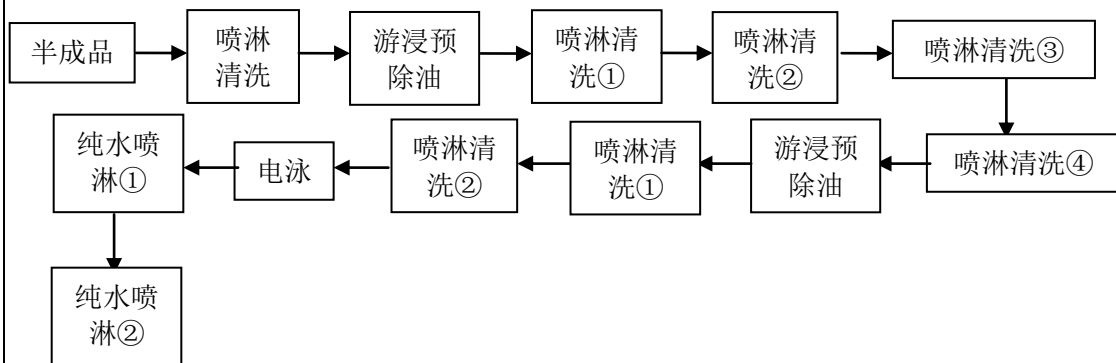 半成品
喷淋
清洗
游浸预
除油
喷淋清
洗①
喷淋清
洗②
喷淋清洗③
喷淋清洗④
游浸预
除油
喷淋清
洗①
喷淋清
洗②
电泳
纯水喷
淋①
纯水喷
淋②